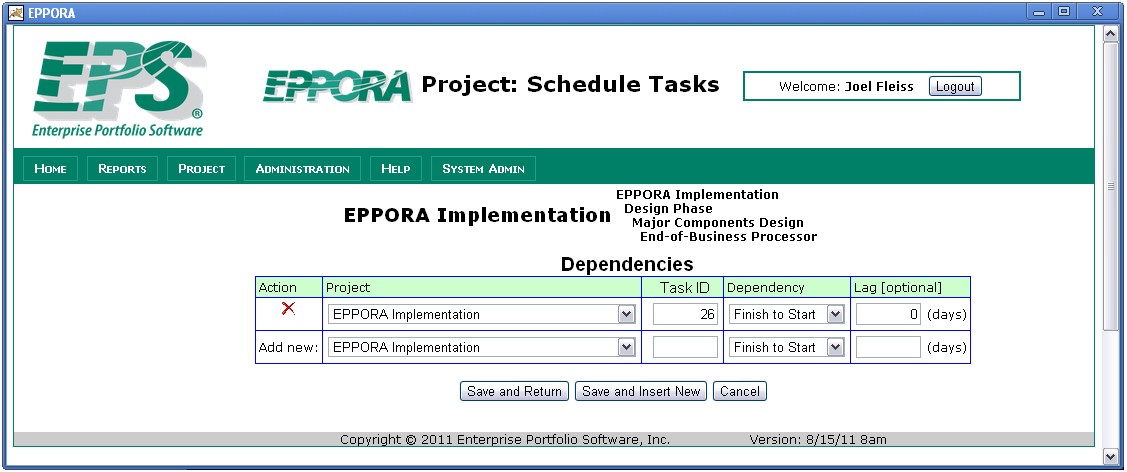 EPPORA
EPS®
Enterprise Portfolio Software
EPPORA Project: Schedule Tasks
Welcome: Joel Fleiss Logout
HOME REPORTS PROJECT ADMINISTRATION HELP SYSTEM ADMIN
EPPORA Implementation
EPPORA Implementation
Design Phase
Major Components Design
End-of-Business Processor
Dependencies
Action Project Task ID Dependency Lag [optional]
EPPORA Implementation 26 Finish to Start 0 (days)
Add new: EPPORA Implementation Finish to Start (days)
Save and Return Save and Insert New Cancel
Copyright © 2011 Enterprise Portfolio Software, Inc. Version: 8/15/11 8am